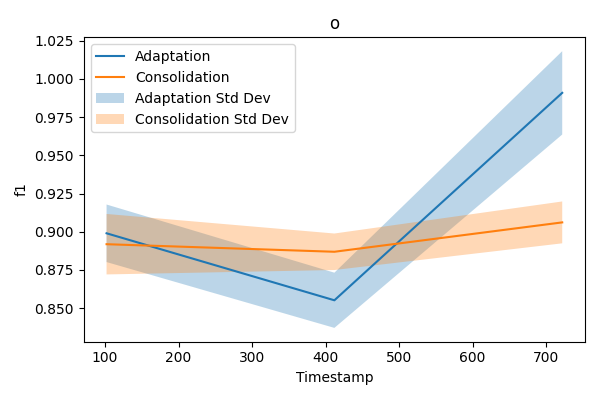 o
1.025
1.000
0.975
0.950
0.925
0.900
0.875
0.850
f1
Adaptation
Consolidation
Adaptation Std Dev
Consolidation Std Dev
100 200 300 400 500 600 700
Timestamp